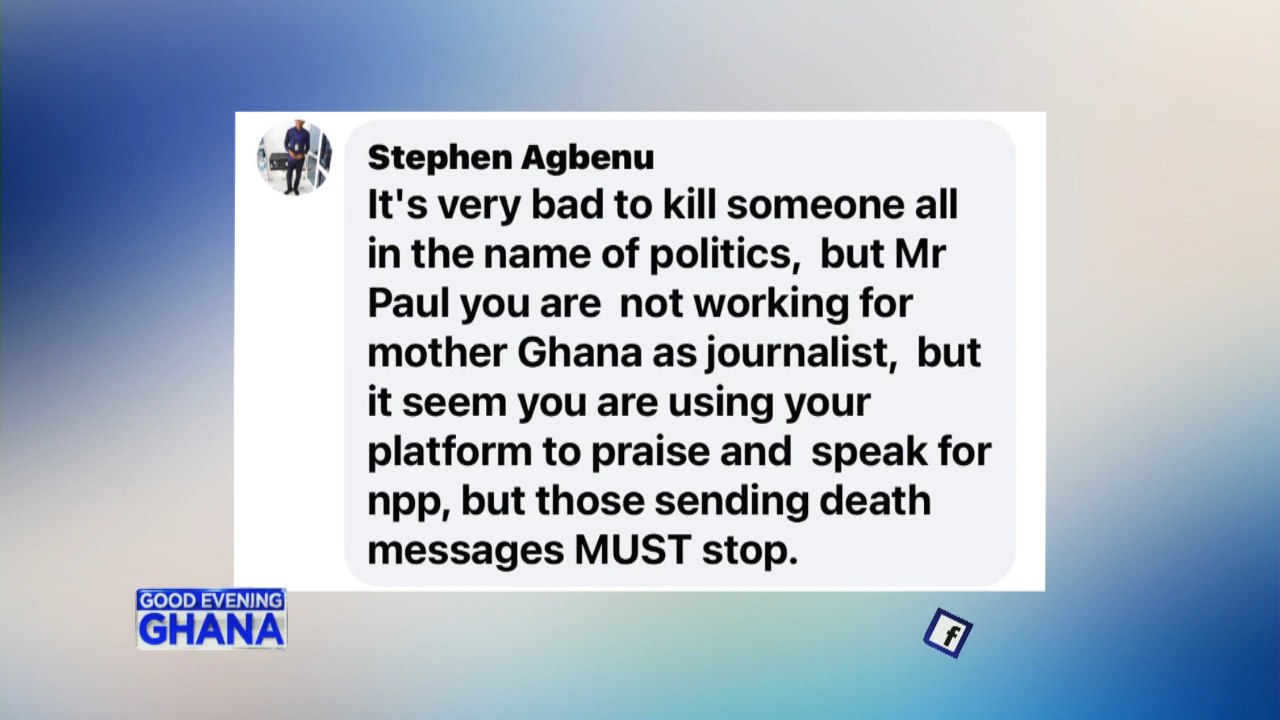 Stephen Agbenu
It's very bad to kill someone all
in the name of politics,  but Mr
Paul you are  not working for
mother Ghana as journalist,  but
it seem you are using your
platform to praise and  speak for
npp, but those sending death
messages MUST stop.
GOOD EVENING
GHANA
f